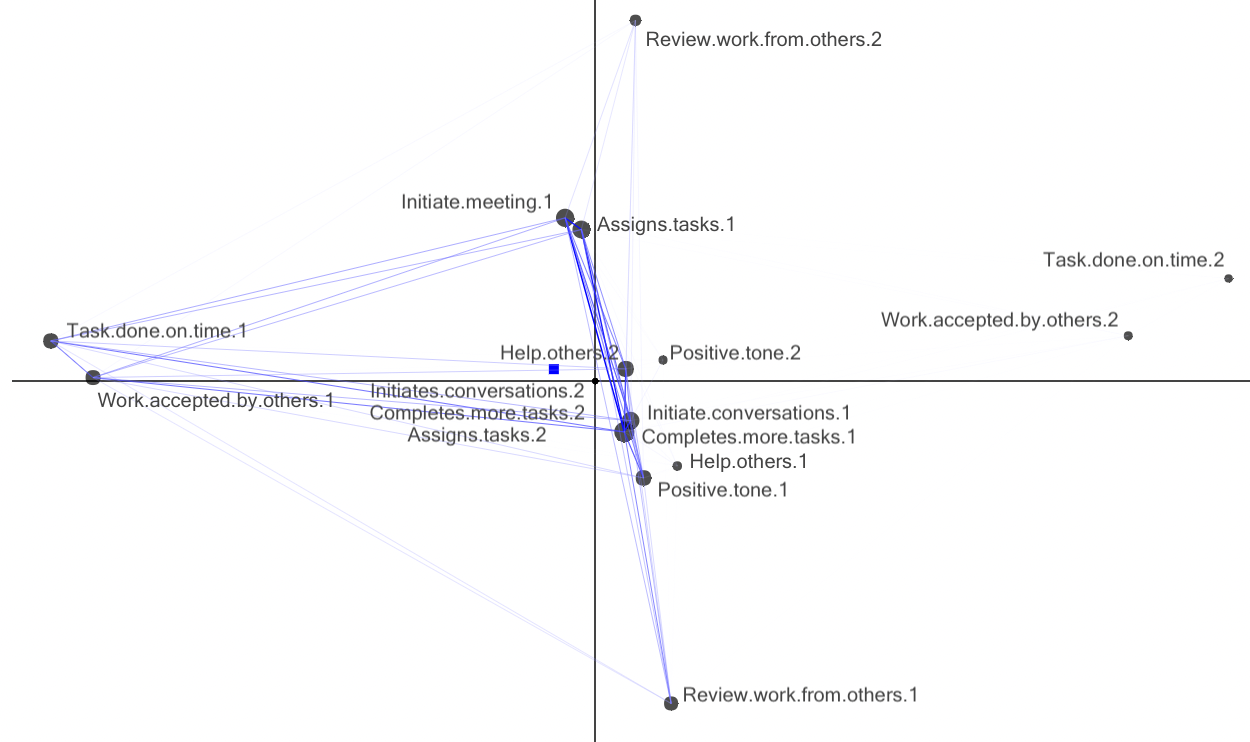 Review.work.from.others.2
Initiate.meeting.1
Assigns.tasks.1
Task.done.on.time.2
Work.accepted.by.others.2
Task.done.on.time.1
Help.others.2
Positive.tone.2
Initiates.conversations.2
Work.accepted.by.others.1
Completes.more.tasks.2
Initiate.conversations.1
Assigns.tasks.2
Completes.more.tasks.1
Help.others.1
Positive.tone.1
Review.work.from.others.1